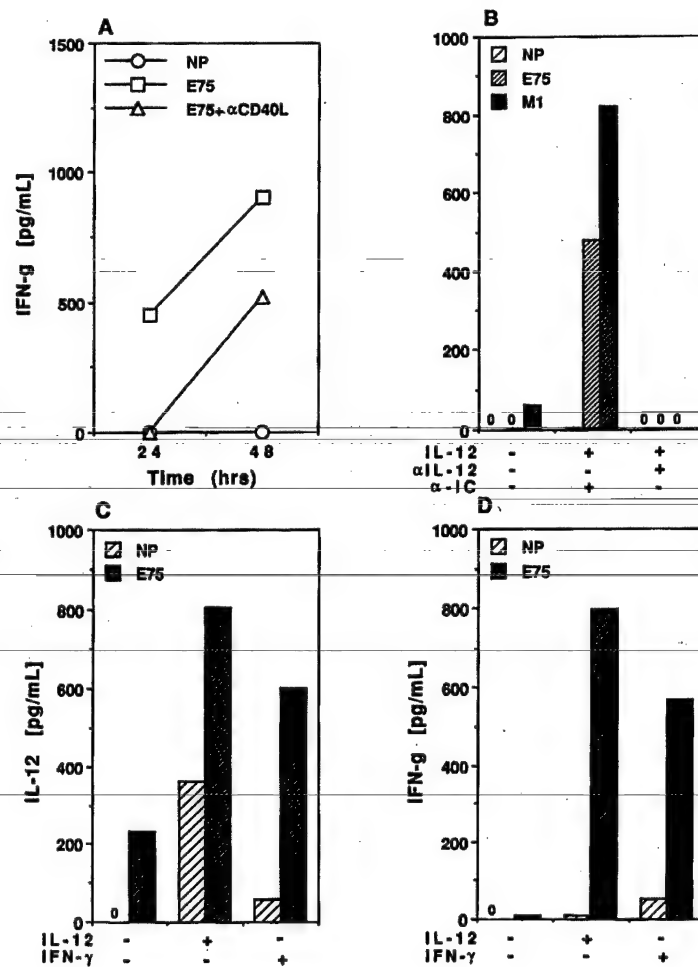 A
1500
1000
500
0
IFN-g [pg/mL]
NP
E75
E75+αCD40L
24 48
Time (hrs)
B
1000
800
600
400
200
0
NP
E75
M1
0 0 0 0 0
IL-12 - + +
αIL-12 - - +
α-IC - + -
C
1000
800
600
400
200
0
IL-12 [pg/mL]
NP
E75
0
IL-12 - + -
IFN-γ - - +
D
1000
800
600
400
200
0
IFN-g [pg/mL]
NP
E75
0
- + -
- - +